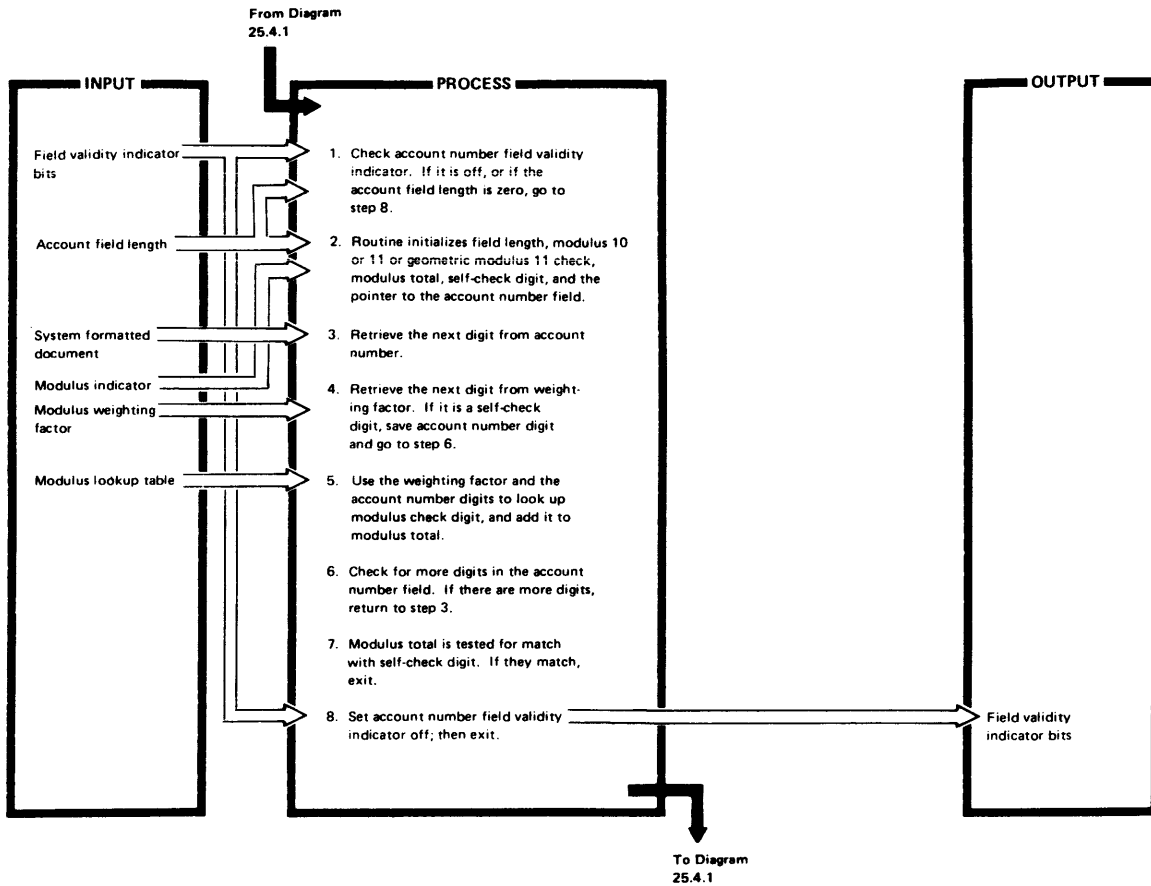 From Diagram
25.4.1
INPUT
PROCESS
OUTPUT
Field validity indicator
bits
Account field length
System formatted
document
Modulus indicator
Modulus weighting
factor
Modulus lookup table
1. Check account number field validity
indicator. If it is off, or if the
account field length is zero, go to
step 8.
2. Routine initializes field length, modulus 10
or 11 or geometric modulus 11 check,
modulus total, self-check digit, and the
pointer to the account number field.
3. Retrieve the next digit from account
number.
4. Retrieve the next digit from weight-
ing factor. If it is a self-check
digit, save account number digit
and go to step 6.
5. Use the weighting factor and the
account number digits to look up
modulus check digit, and add it to
modulus total.
6. Check for more digits in the account
number field. If there are more digits,
return to step 3.
7. Modulus total is tested for match
with self-check digit. If they match,
exit.
8. Set account number field validity
indicator off; then exit.
Field validity
indicator bits
To Diagram
25.4.1